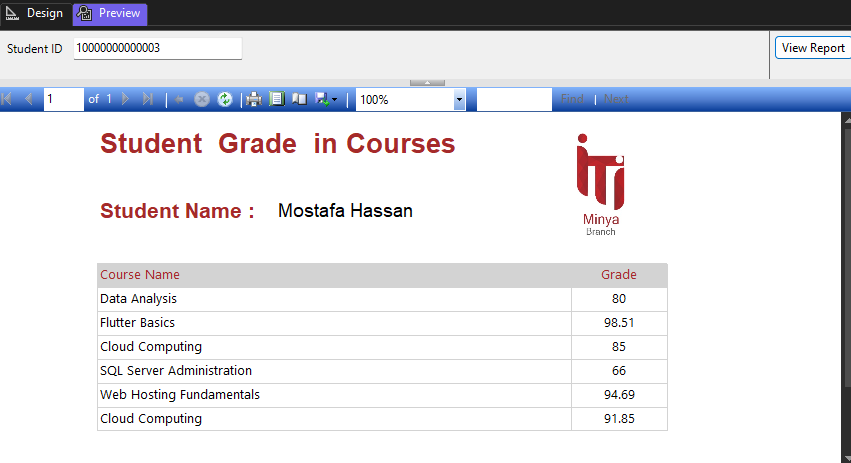 Design Preview
Student ID 10000000000003 View Report
1 of 1 100% Find | Next
Student Grade in Courses
Student Name : Mostafa Hassan
iTi
Minya
Branch
Course Name Grade
Data Analysis 80
Flutter Basics 98.51
Cloud Computing 85
SQL Server Administration 66
Web Hosting Fundamentals 94.69
Cloud Computing 91.85